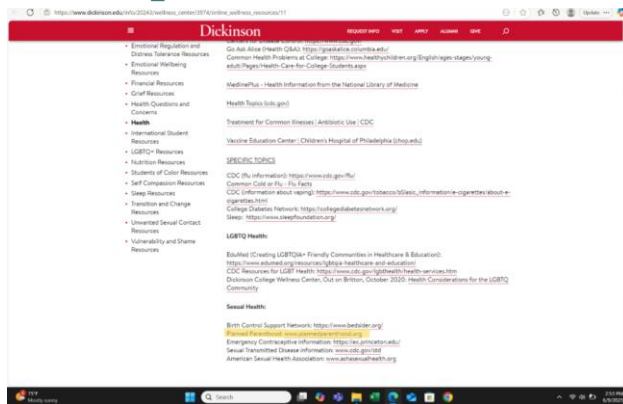 https://www.dickinson.edu/info/20243/wellness_center/3974/online_wellness_resources/11
Update
Dickinson
REQUEST INFO VISIT APPLY ALUMNI GIVE
Emotional Regulation and
Distress Tolerance Resources
Emotional Wellbeing
Resources
Financial Resources
Grief Resources
Health Questions and
Concerns
Health
International Student
Resources
LGBTQ+ Resources
Nutrition Resources
Students of Color Resources
Self Compassion Resources
Sleep Resources
Transition and Change
Resources
Unwanted Sexual Contact
Resources
Vulnerability and Shame
Resources
Go Ask Alice (Health Q&A): https://goaskalice.columbia.edu/
Common Health Problems at College: https://www.healthychildren.org/English/ages-stages/young-
adult/Pages/Health-Care-for-College-Students.aspx
MedlinePlus - Health Information from the National Library of Medicine
Health Topics (cdc.gov)
Treatment for Common Illnesses | Antibiotic Use | CDC
Vaccine Education Center | Children's Hospital of Philadelphia (chop.edu)
SPECIFIC TOPICS
CDC (flu information): https://www.cdc.gov/flu/
Common Cold or Flu - Flu Facts
CDC (information about vaping): https://www.cdc.gov/tobacco/basic_information/e-cigarettes/about-e-
cigarettes.html
College Diabetes Network: https://collegediabetesnetwork.org/
Sleep: https://www.sleepfoundation.org/
LGBTQ Health:
EduMed (Creating LGBTQIA+ Friendly Communities in Healthcare & Education):
https://www.edumed.org/resources/lgbtqia-healthcare-and-education/
CDC Resources for LGBT Health: https://www.cdc.gov/lgbthealth/health-services.htm
Dickinson College Wellness Center, Out on Britton, October 2020: Health Considerations for the LGBTQ
Community
Sexual Health:
Birth Control Support Network: https://www.bedsider.org/
Planned Parenthood: www.plannedparenthood.org
Emergency Contraceptive information: https://ec.princeton.edu/
Sexual Transmitted Disease information: www.cdc.gov/std
American Sexual Health Association: www.ashasexualhealth.org
Mostly sunny
Search
2:53 PM